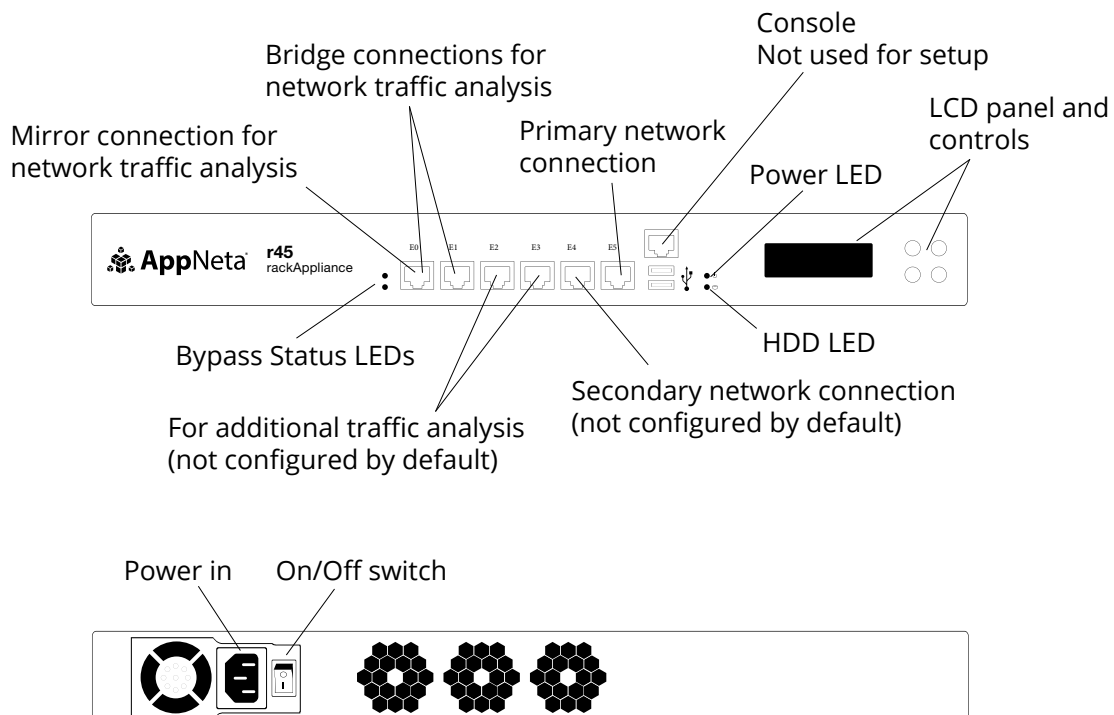 Console
Not used for setup
Bridge connections for
network traffic analysis
LCD panel and
controls
Mirror connection for
network traffic analysis
Primary network
connection
Power LED
AppNeta
r45
rackAppliance
E0 E1 E2 E3 E4 E5
Bypass Status LEDs
HDD LED
Secondary network connection
(not configured by default)
For additional traffic analysis
(not configured by default)
Power in
On/Off switch